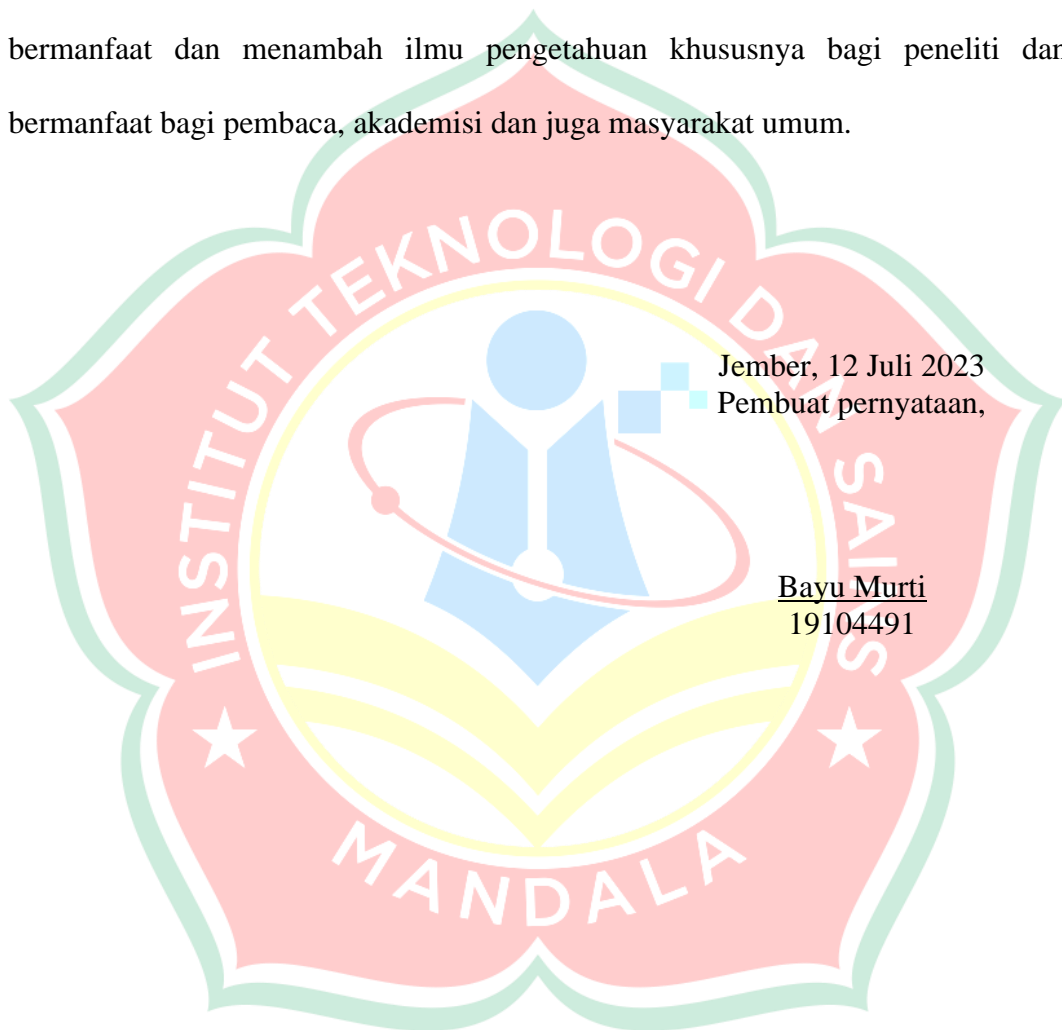 bermanfaat dan menambah ilmu pengetahuan khususnya bagi peneliti dan
bermanfaat bagi pembaca, akademisi dan juga masyarakat umum.
INSTITUT TEKNOLOGI DAN SAINS
Jember, 12 Juli 2023
Pembuat pernyataan,
Bayu Murti
19104491
MANDALA